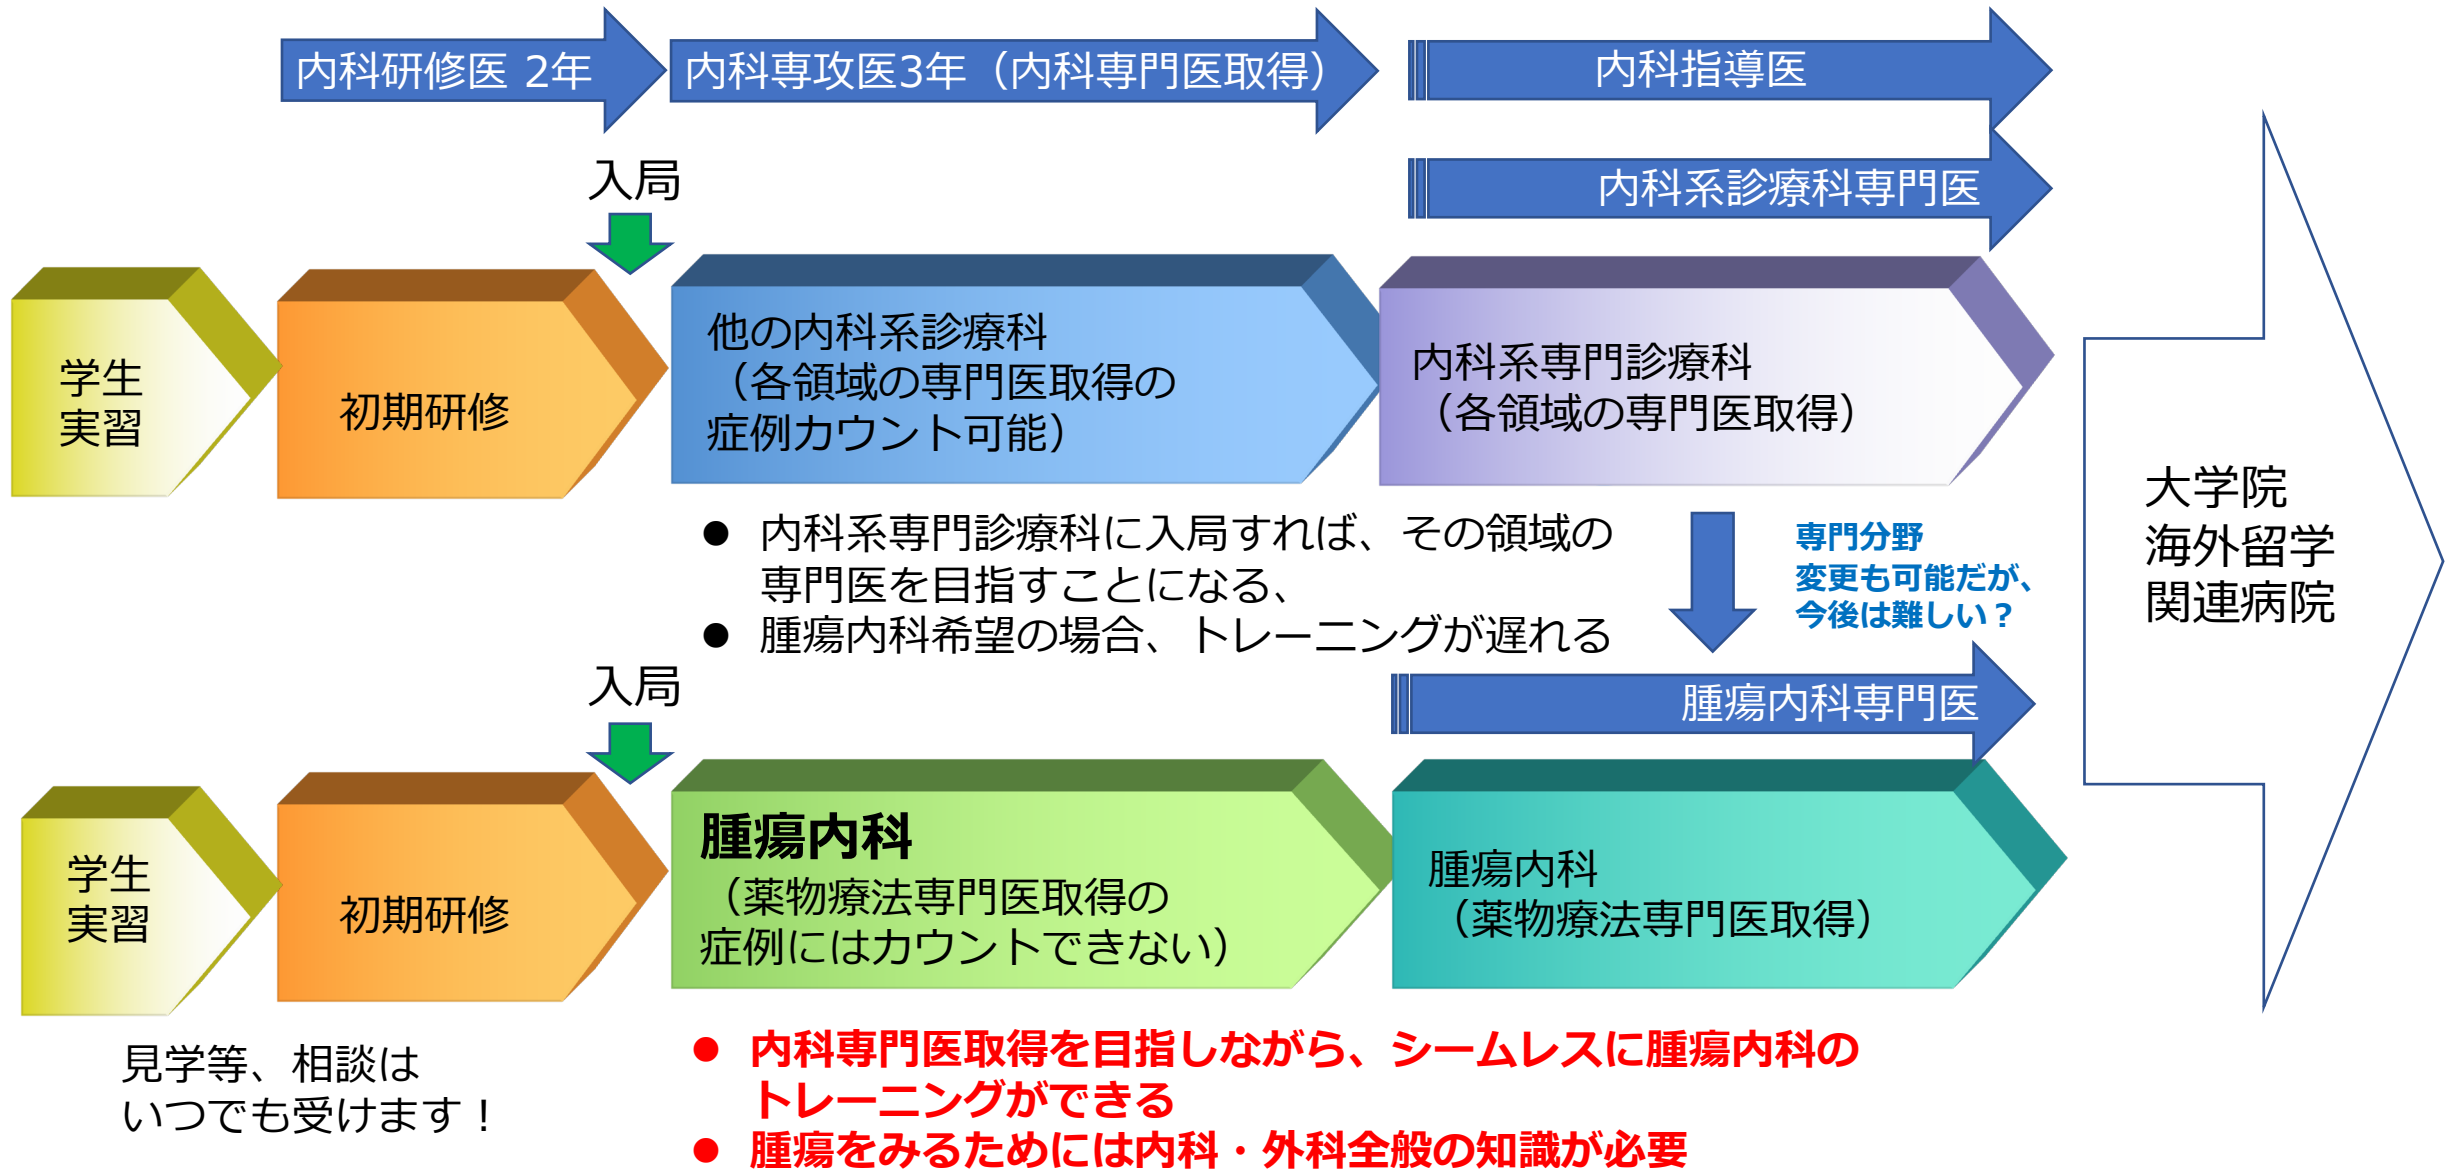 内科研修医 2年
内科専攻医3年（内科専門医取得）
内科指導医
内科系診療科専門医
入局
学生
実習
初期研修
他の内科系診療科
（各領域の専門医取得の
症例カウント可能）
内科系専門診療科
（各領域の専門医取得）
● 内科系専門診療科に入局すれば、その領域の
専門医を目指すことになる、
● 腫瘍内科希望の場合、トレーニングが遅れる
専門分野
変更も可能だが、
今後は難しい？
大学院
海外留学
関連病院
入局
腫瘍内科専門医
学生
実習
初期研修
腫瘍内科
（薬物療法専門医取得の
症例にはカウントできない）
腫瘍内科
（薬物療法専門医取得）
見学等、相談は
いつでも受けます！
● 内科専門医取得を目指しながら、シームレスに腫瘍内科の
トレーニングができる
● 腫瘍をみるためには内科・外科全般の知識が必要